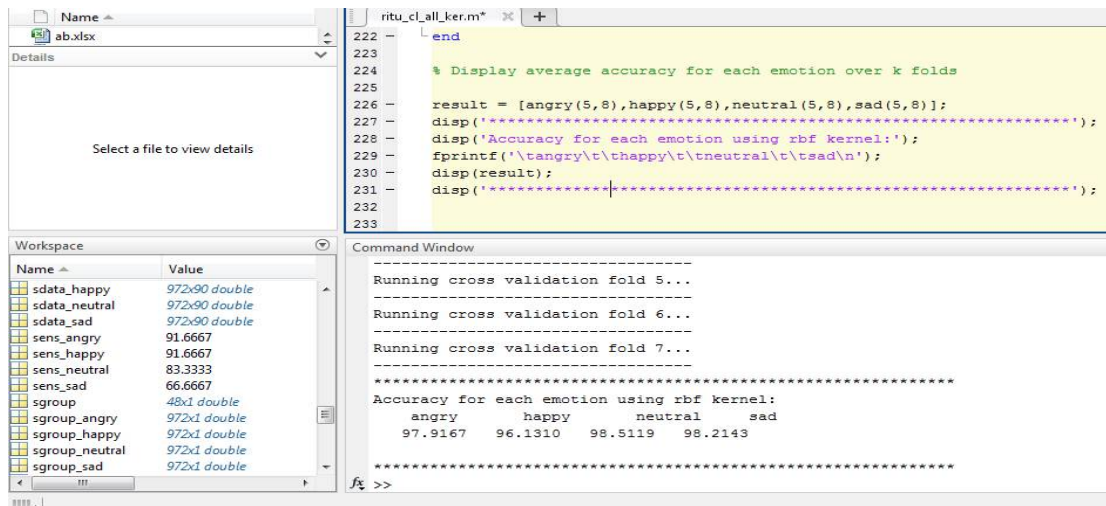 Name
ab.xlsx
Details
Select a file to view details
ritu_cl_all_ker.m*
222 - end
223
224 % Display average accuracy for each emotion over k folds
225
226 - result = [angry(5,8),happy(5,8),neutral(5,8),sad(5,8)];
227 - disp('**************************************************************');
228 - disp('Accuracy for each emotion using rbf kernel:');
229 - fprintf('\tangry\t\thappy\t\tneutral\t\tsad\n');
230 - disp(result);
231 - disp('**************************************************************');
232
233
Workspace
Name Value
sdata_happy 972x90 double
sdata_neutral 972x90 double
sdata_sad 972x90 double
sens_angry 91.6667
sens_happy 91.6667
sens_neutral 83.3333
sens_sad 66.6667
sgroup 48x1 double
sgroup_angry 972x1 double
sgroup_happy 972x1 double
sgroup_neutral 972x1 double
sgroup_sad 972x1 double
Command Window
----------------------------------
Running cross validation fold 5...
----------------------------------
Running cross validation fold 6...
----------------------------------
Running cross validation fold 7...
----------------------------------
**************************************************************
Accuracy for each emotion using rbf kernel:
angry happy neutral sad
97.9167 96.1310 98.5119 98.2143
**************************************************************
fx >>